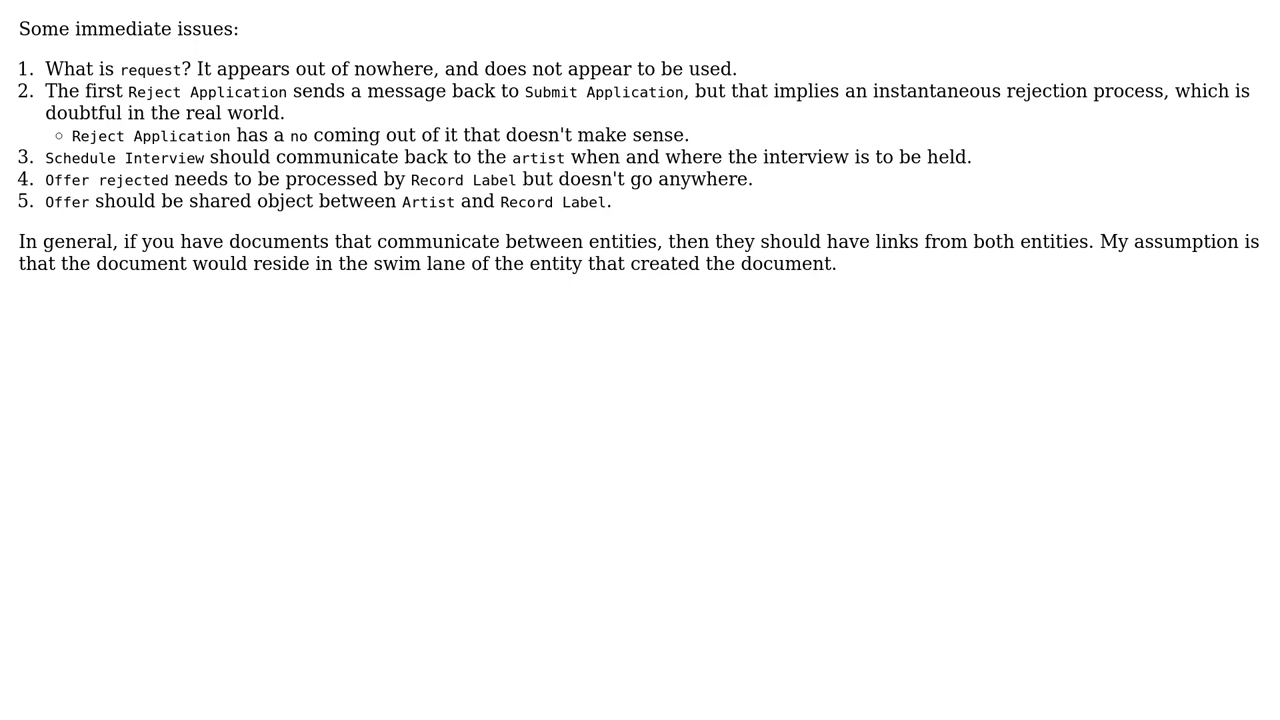 Some immediate issues:
1. What is request? It appears out of nowhere, and does not appear to be used.
2. The first Reject Application sends a message back to Submit Application, but that implies an instantaneous rejection process, which is
doubtful in the real world.
○ Reject Application has a no coming out of it that doesn't make sense.
3. Schedule Interview should communicate back to the artist when and where the interview is to be held.
4. Offer rejected needs to be processed by Record Label but doesn't go anywhere.
5. Offer should be shared object between Artist and Record Label.
In general, if you have documents that communicate between entities, then they should have links from both entities. My assumption is
that the document would reside in the swim lane of the entity that created the document.